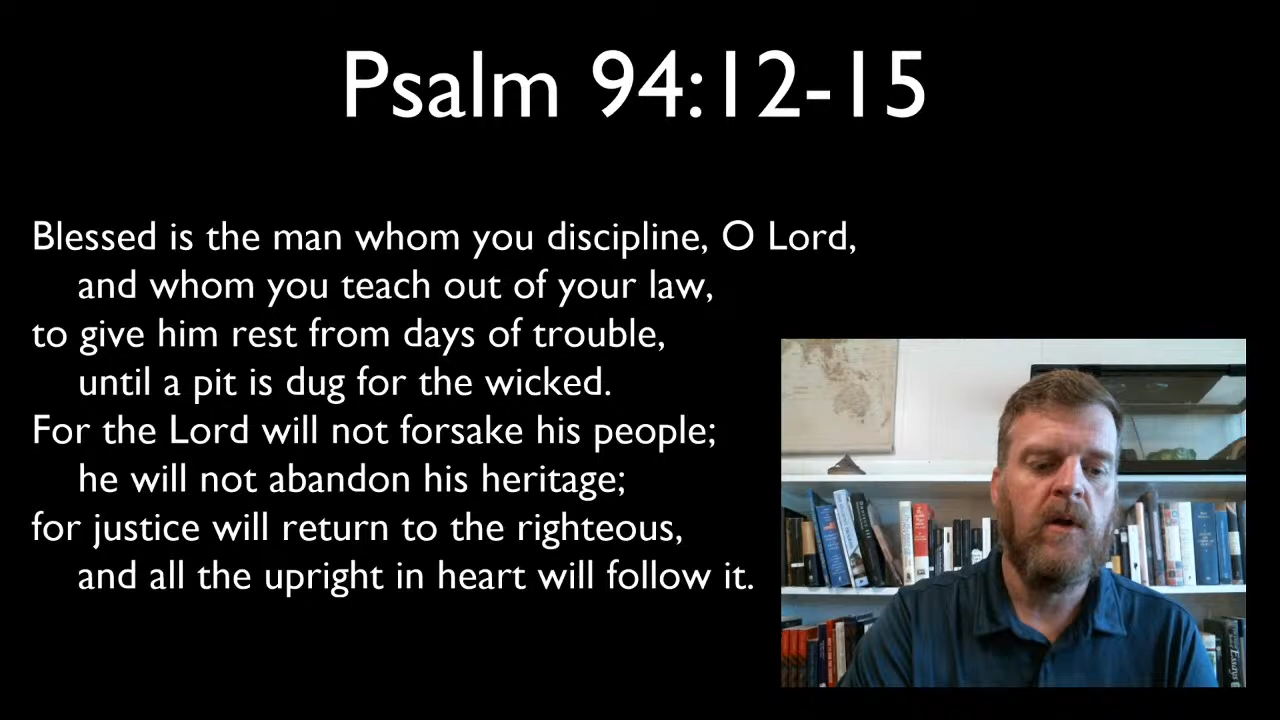 Psalm 94:12-15
Blessed is the man whom you discipline, O Lord,
and whom you teach out of your law,
to give him rest from days of trouble,
until a pit is dug for the wicked.
For the Lord will not forsake his people;
he will not abandon his heritage;
for justice will return to the righteous,
and all the upright in heart will follow it.